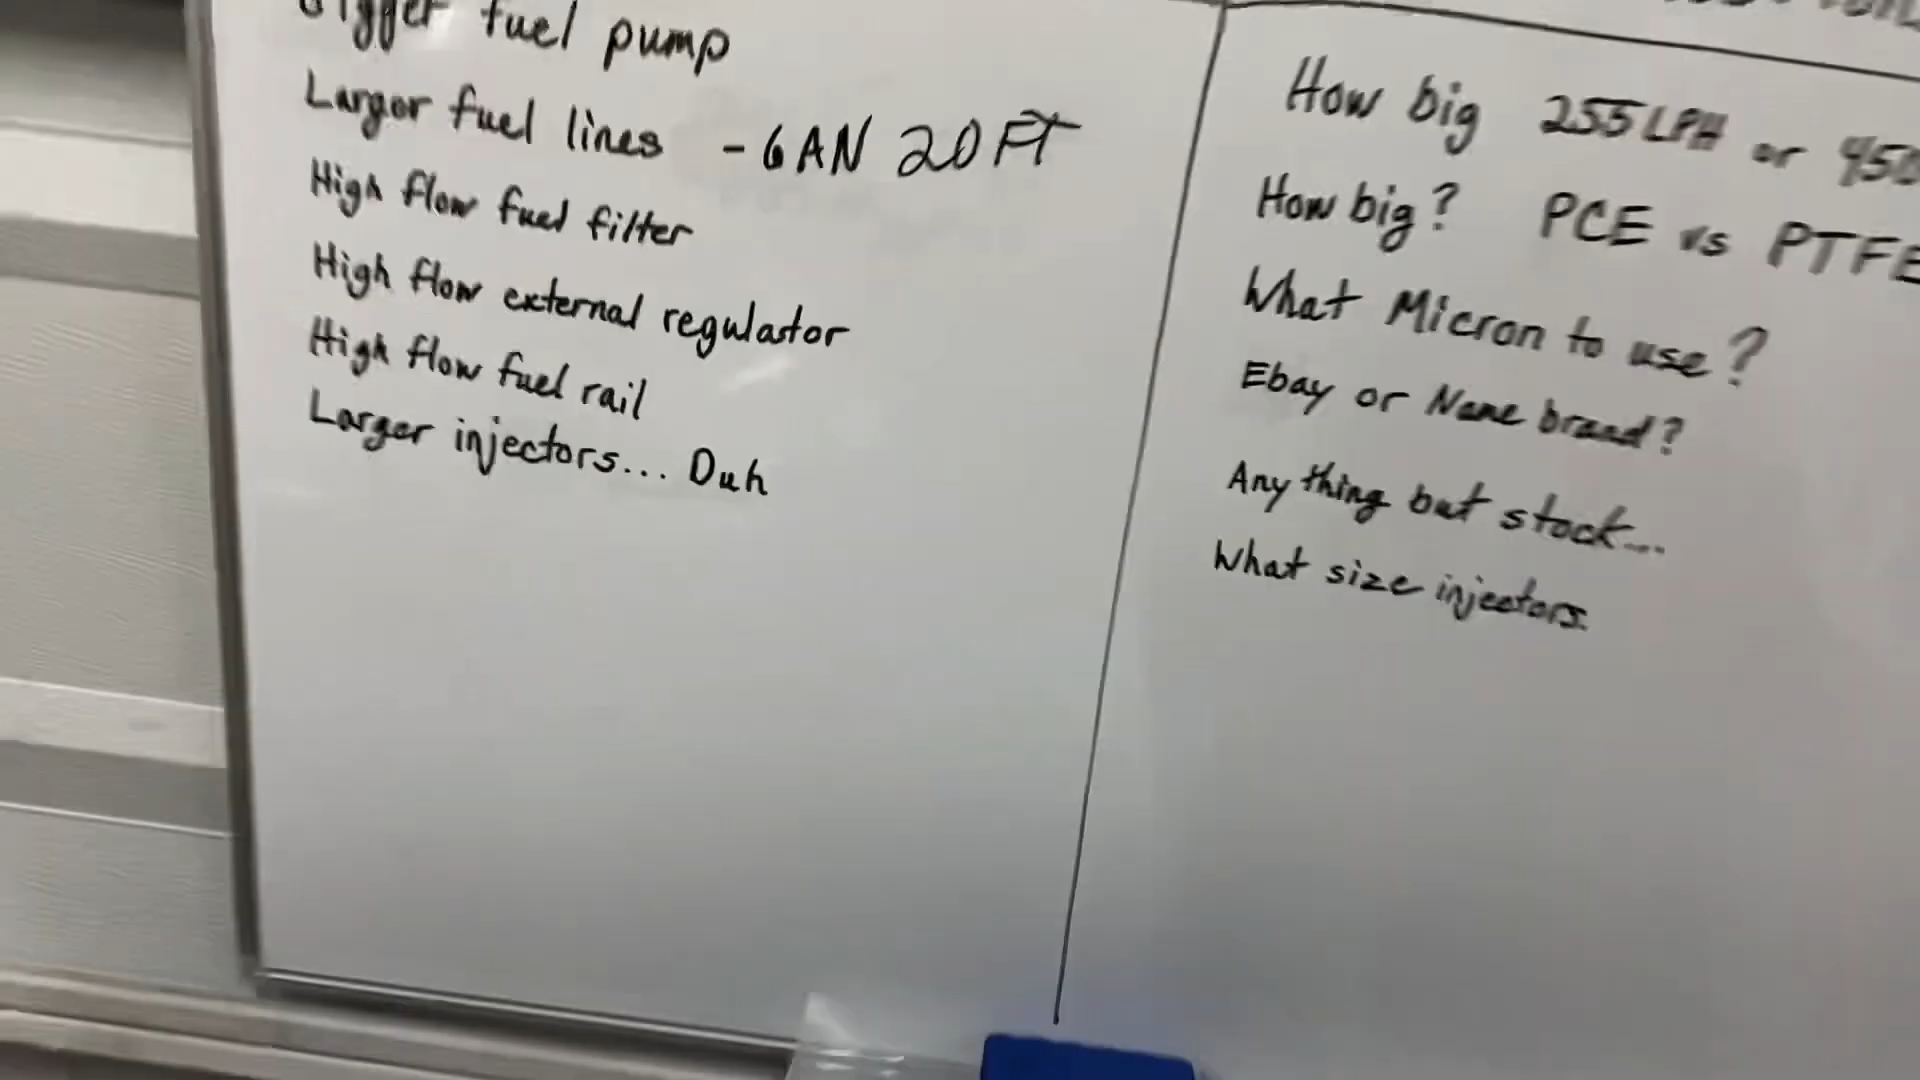 Bigger fuel pump
Larger fuel lines -6AN 20FT
High flow fuel filter
High flow external regulator
High flow fuel rail
Larger injectors... Duh
How big 255LPH or 450
How big? PCE vs PTFE
What Micron to use?
Ebay or Name brand?
Any thing but stock...
What size injectors.